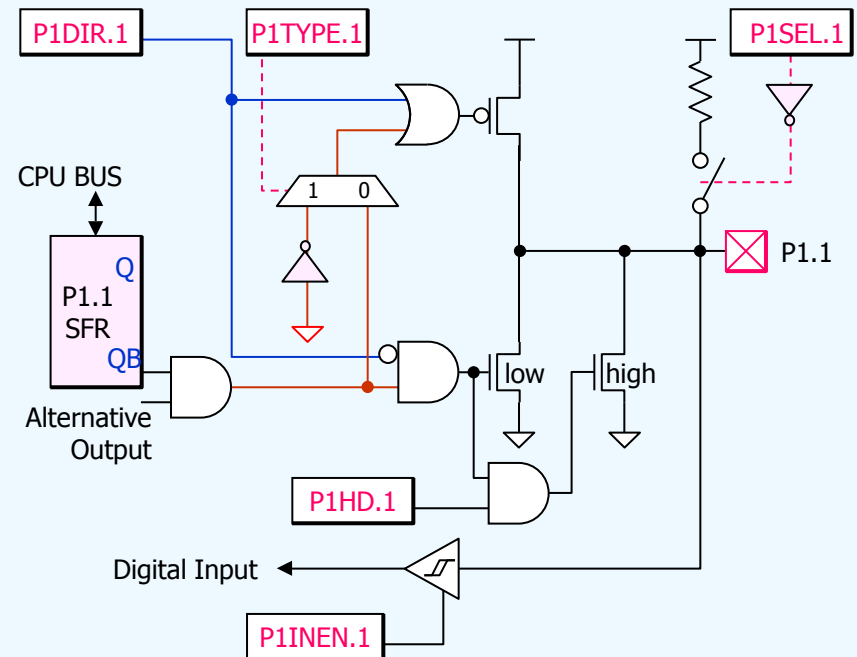 P1DIR.1
P1TYPE.1
P1SEL.1
CPU BUS
1 0
Q
P1.1
SFR
QB
P1.1
low
high
Alternative
Output
P1HD.1
Digital Input
P1INEN.1